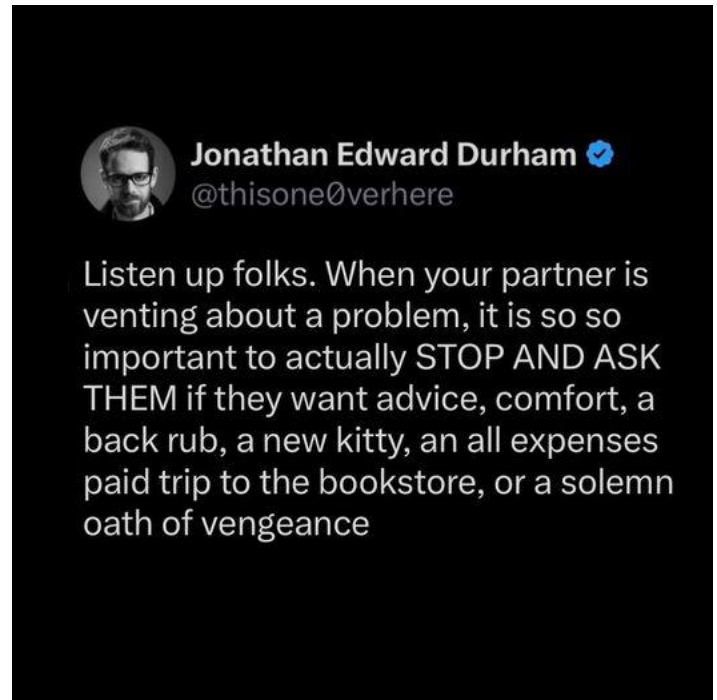 Jonathan Edward Durham
@thisone0verhere
Listen up folks. When your partner is
venting about a problem, it is so so
important to actually STOP AND ASK
THEM if they want advice, comfort, a
back rub, a new kitty, an all expenses
paid trip to the bookstore, or a solemn
oath of vengeance